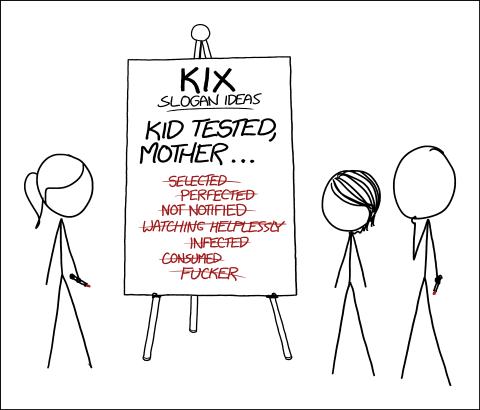 KIX
SLOGAN IDEAS
KID TESTED,
MOTHER...
SELECTED
PERFECTED
NOT NOTIFIED
WATCHING HELPLESSLY
INFECTED
CONSUMED
FUCKER